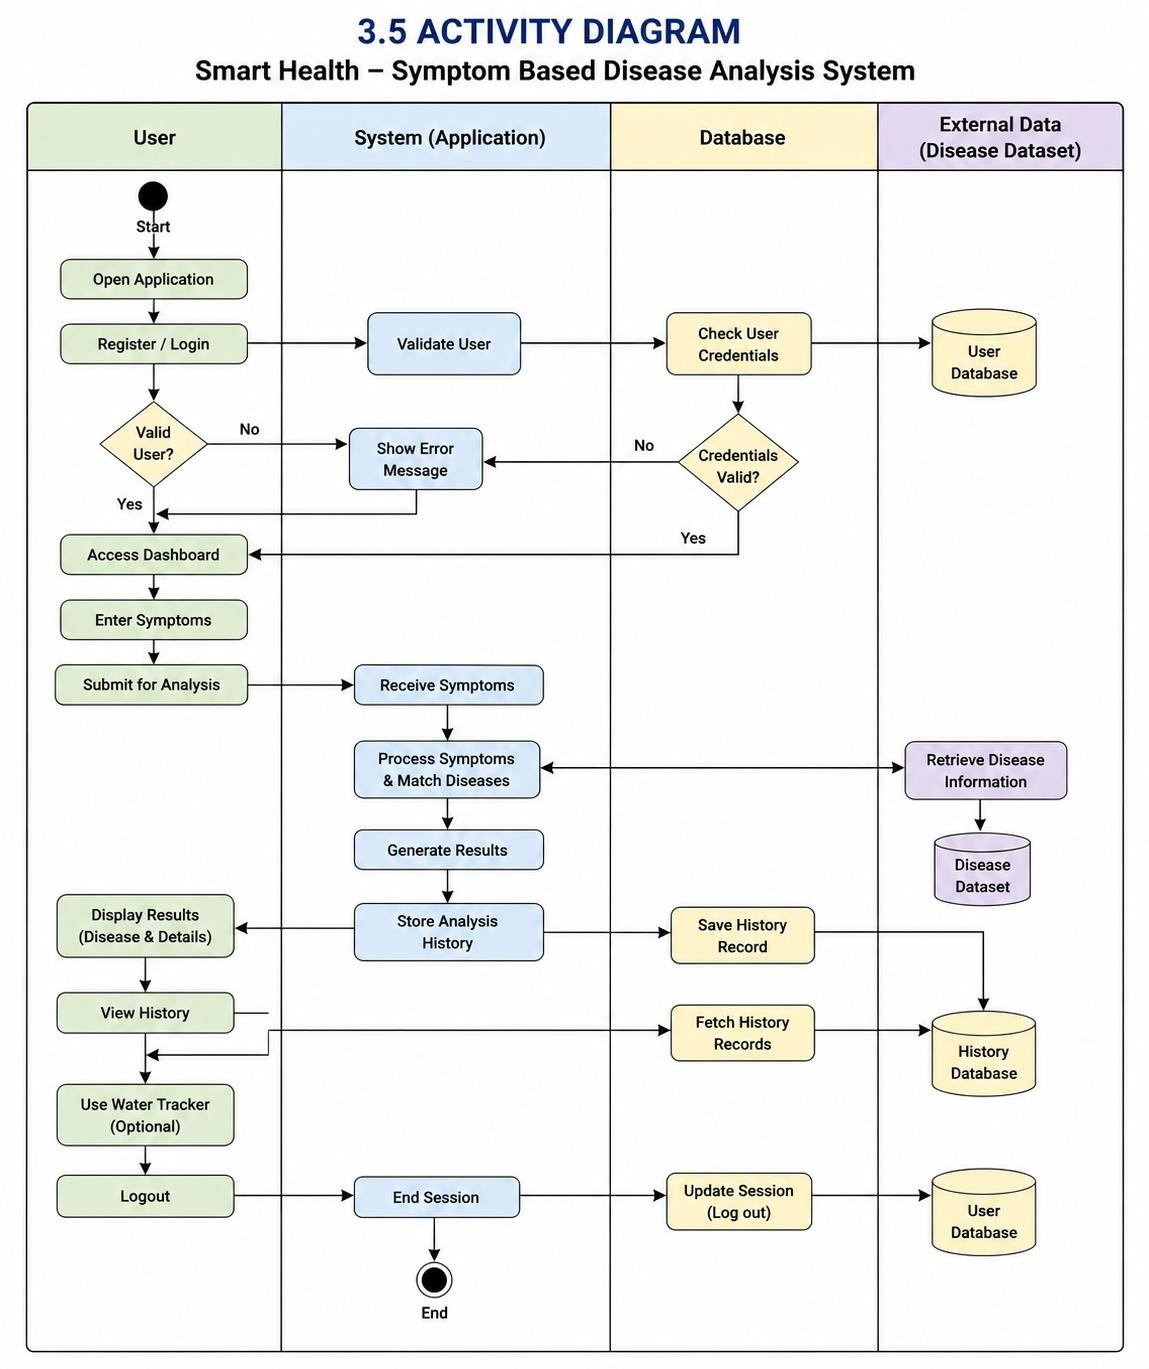 3.5 ACTIVITY DIAGRAM
Smart Health – Symptom Based Disease Analysis System
User
System (Application)
Database
External Data
(Disease Dataset)
Start
Open Application
Register / Login
Validate User
Check User
Credentials
User
Database
Valid
User?
No
Show Error
Message
No
Credentials
Valid?
Yes
Yes
Access Dashboard
Enter Symptoms
Submit for Analysis
Receive Symptoms
Process Symptoms
& Match Diseases
Retrieve Disease
Information
Generate Results
Disease
Dataset
Display Results
(Disease & Details)
Store Analysis
History
Save History
Record
View History
Fetch History
Records
History
Database
Use Water Tracker
(Optional)
Logout
End Session
Update Session
(Log out)
User
Database
End